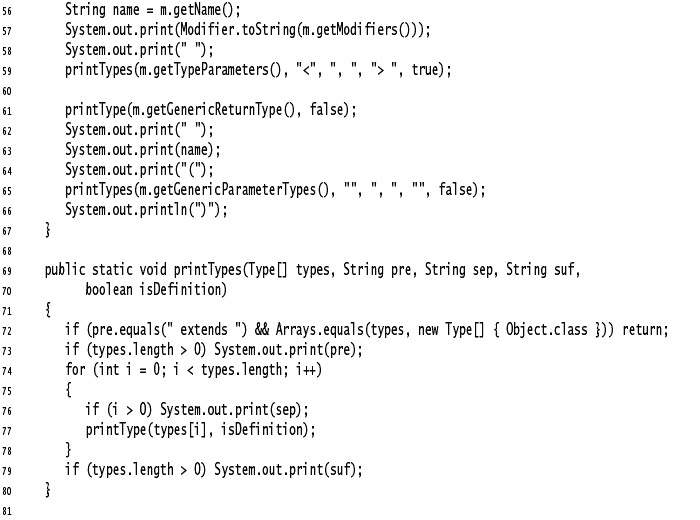 56 String name = m.getName();
57 System.out.print(Modifier.toString(m.getModifiers()));
58 System.out.print(" ");
59 printTypes(m.getTypeParameters(), "<", ", ", "> ", true);
60
61 printType(m.getGenericReturnType(), false);
62 System.out.print(" ");
63 System.out.print(name);
64 System.out.print("(");
65 printTypes(m.getGenericParameterTypes(), "", ", ", "", false);
66 System.out.println(")");
67 }
68
69 public static void printTypes(Type[] types, String pre, String sep, String suf,
70 boolean isDefinition)
71 {
72 if (pre.equals(" extends ") && Arrays.equals(types, new Type[] { Object.class })) return;
73 if (types.length > 0) System.out.print(pre);
74 for (int i = 0; i < types.length; i++)
75 {
76 if (i > 0) System.out.print(sep);
77 printType(types[i], isDefinition);
78 }
79 if (types.length > 0) System.out.print(suf);
80 }
81